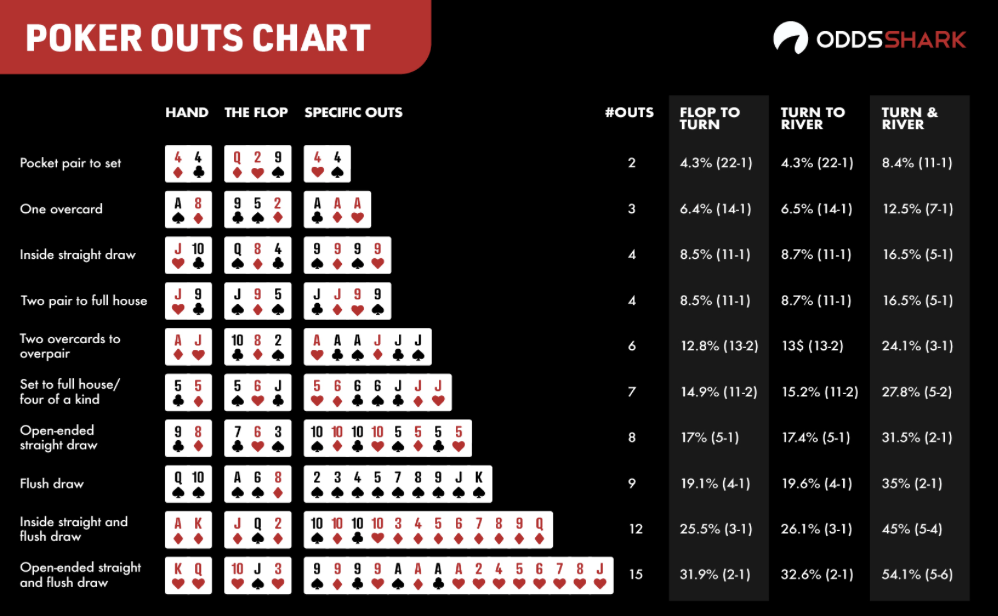 POKER OUTS CHART
ODDSSHARK
HAND THE FLOP SPECIFIC OUTS #OUTS FLOP TO TURN TURN TO RIVER TURN & RIVER
Pocket pair to set 4 4 Q 2 9 4 4 2 4.3% (22-1) 4.3% (22-1) 8.4% (11-1)
One overcard A 8 9 5 2 A A A 3 6.4% (14-1) 6.5% (14-1) 12.5% (7-1)
Inside straight draw J 10 Q 8 4 9 9 9 9 4 8.5% (11-1) 8.7% (11-1) 16.5% (5-1)
Two pair to full house J 9 J 9 5 J J 9 9 4 8.5% (11-1) 8.7% (11-1) 16.5% (5-1)
Two overcards to overpair A J 10 8 2 A A A J J J 6 12.8% (13-2) 13$ (13-2) 24.1% (3-1)
Set to full house/ four of a kind 5 5 5 6 J 5 6 6 6 J J J 7 14.9% (11-2) 15.2% (11-2) 27.8% (5-2)
Open-ended straight draw 9 8 7 6 3 10 10 10 10 5 5 5 5 8 17% (5-1) 17.4% (5-1) 31.5% (2-1)
Flush draw Q 10 A 6 8 2 3 4 5 7 8 9 J K 9 19.1% (4-1) 19.6% (4-1) 35% (2-1)
Inside straight and flush draw A K J Q 2 10 10 10 10 3 4 5 6 7 8 9 Q 12 25.5% (3-1) 26.1% (3-1) 45% (5-4)
Open-ended straight and flush draw K Q 10 J 3 9 9 9 9 A A A A 2 4 5 6 7 8 J 15 31.9% (2-1) 32.6% (2-1) 54.1% (5-6)